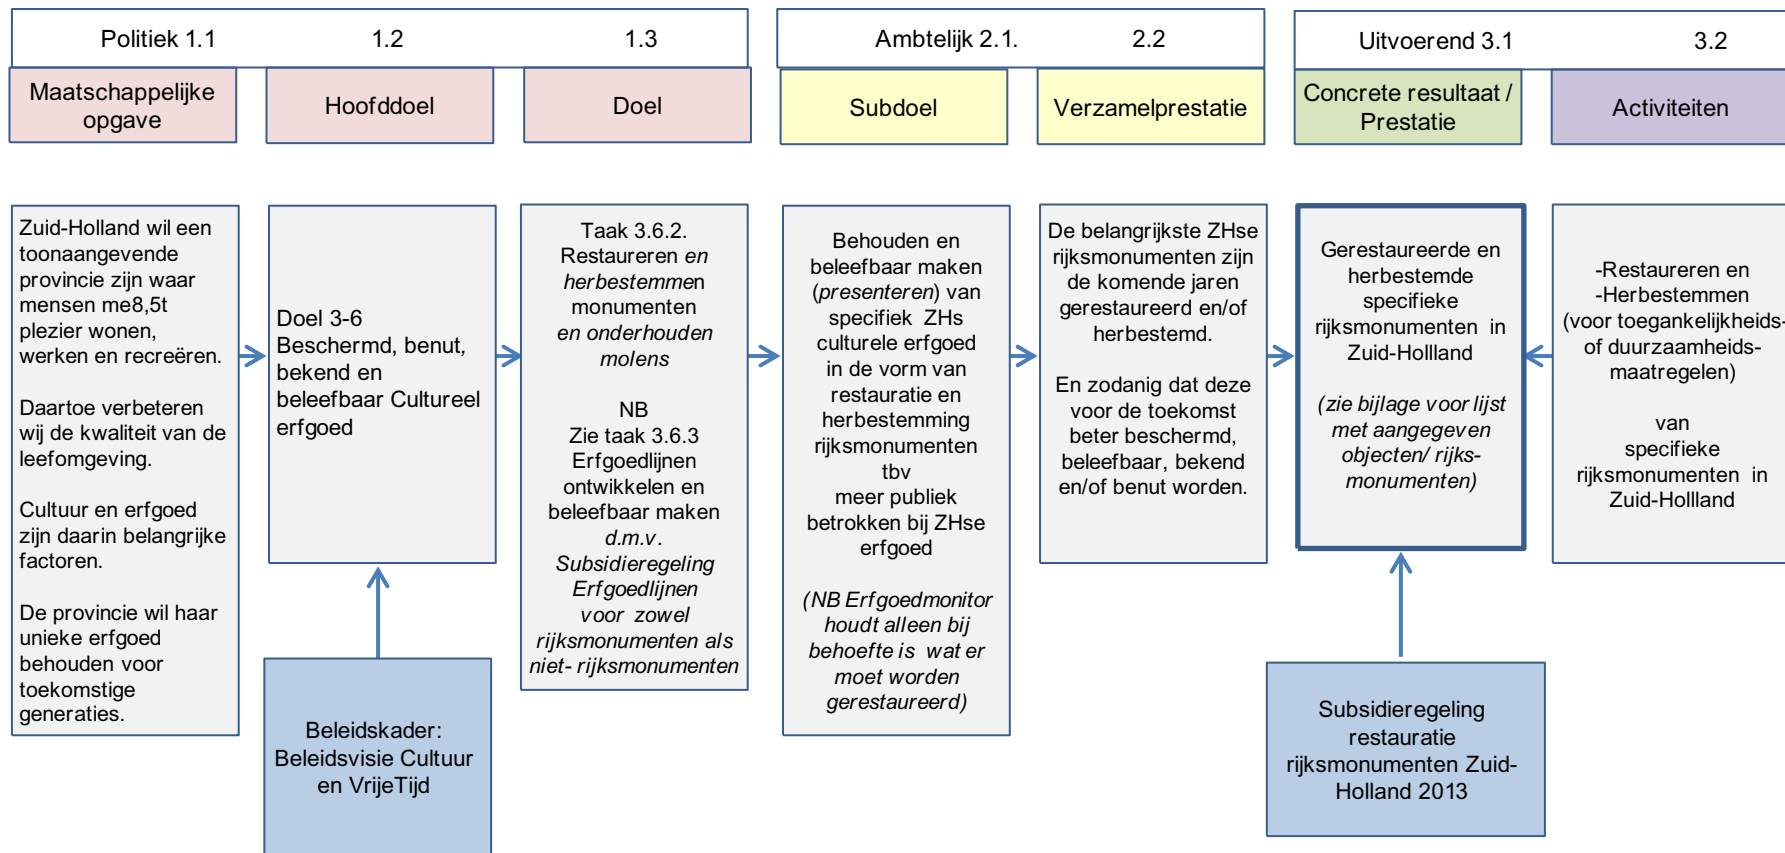 Politiek 1.1
1.2
1.3
Ambtelijk 2.1.
2.2
Uitvoerend 3.1
3.2
Maatschappelijke
opgave
Hoofddoel
Doel
Subdoel
Verzamelprestatie
Concrete resultaat /
Prestatie
Activiteiten
Zuid-Holland wil een
toonaangevende
provincie zijn waar
mensen me8,5t
plezier wonen,
werken en recreëren.
Daartoe verbeteren
wij de kwaliteit van de
leefomgeving.
Cultuur en erfgoed
zijn daarin belangrijke
factoren.
De provincie wil haar
unieke erfgoed
behouden voor
toekomstige
generaties.
Doel 3-6
Beschermd, benut,
bekend en
beleefbaar Cultureel
erfgoed
Taak 3.6.2.
Restaureren en
herbestemmen
monumenten
en onderhouden
molens
NB
Zie taak 3.6.3
Erfgoedlijnen
ontwikkelen en
beleefbaar maken
d.m.v.
Subsidieregeling
Erfgoedlijnen
voor zowel
rijksmonumenten als
niet- rijksmonumenten
Behouden en
beleefbaar maken
(presenteren) van
specifiek ZHs
culturele erfgoed
in de vorm van
restauratie en
herbestemming
rijksmonumenten
tbv
meer publiek
betrokken bij ZHse
erfgoed
(NB Erfgoedmonitor
houdt alleen bij
behoefte is wat er
moet worden
gerestaureerd)
De belangrijkste ZHse
rijksmonumenten zijn
de komende jaren
gerestaureerd en/of
herbestemd.
En zodanig dat deze
voor de toekomst
beter beschermd,
beleefbaar, bekend
en/of benut worden.
Gerestaureerde en
herbestemde
specifieke
rijksmonumenten in
Zuid-Hollland
(zie bijlage voor lijst
met aangegeven
objecten/ rijks-
monumenten)
-Restaureren en
-Herbestemmen
(voor toegankelijkheids-
of duurzaamheids-
maatregelen)
van
specifieke
rijksmonumenten in
Zuid-Hollland
Beleidskader:
Beleidsvisie Cultuur
en VrijeTijd
Subsidieregeling
restauratie
rijksmonumenten Zuid-
Holland 2013